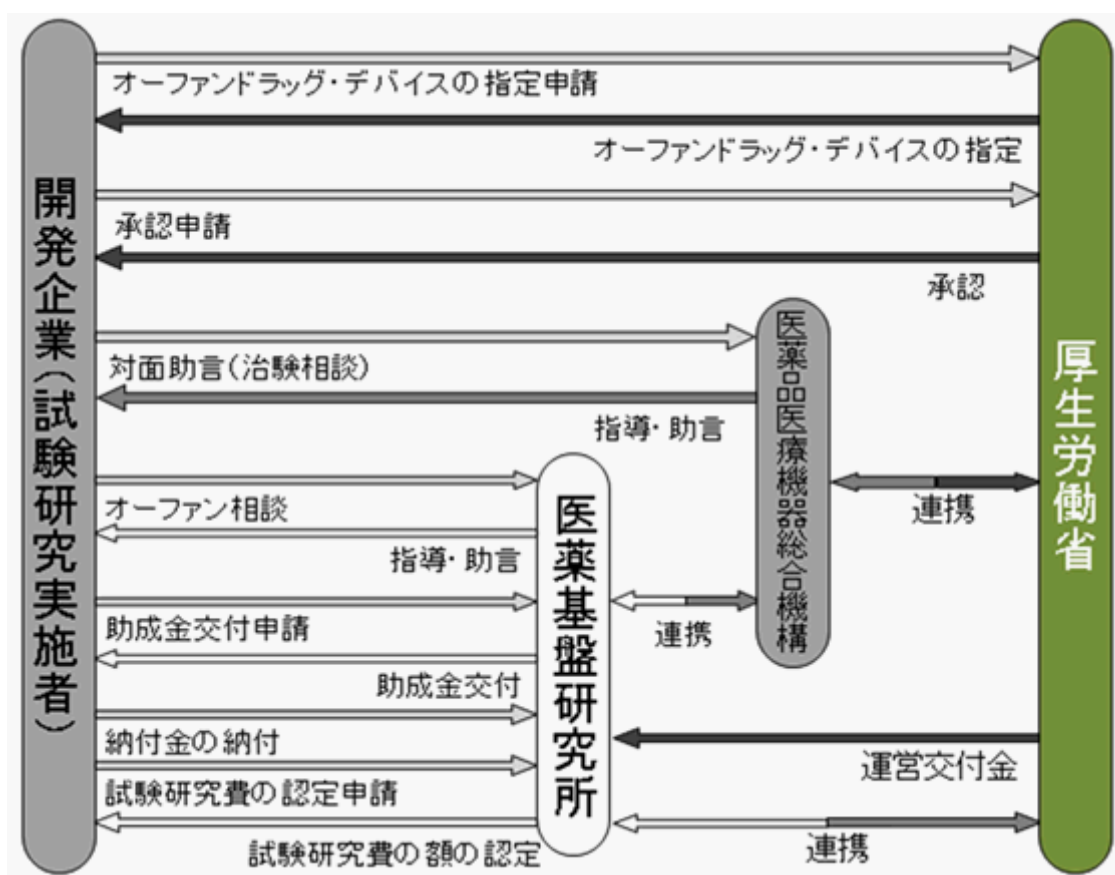 開発企業(試験研究実施者)
オーファンドラッグ・デバイスの指定申請
オーファンドラッグ・デバイスの指定
承認申請
承認
対面助言(治験相談)
指導・助言
オーファン相談
指導・助言
助成金交付申請
助成金交付
納付金の納付
試験研究費の認定申請
試験研究費の額の認定
医薬基盤研究所
連携
医薬品医療機器総合機構
連携
運営交付金
連携
厚生労働省